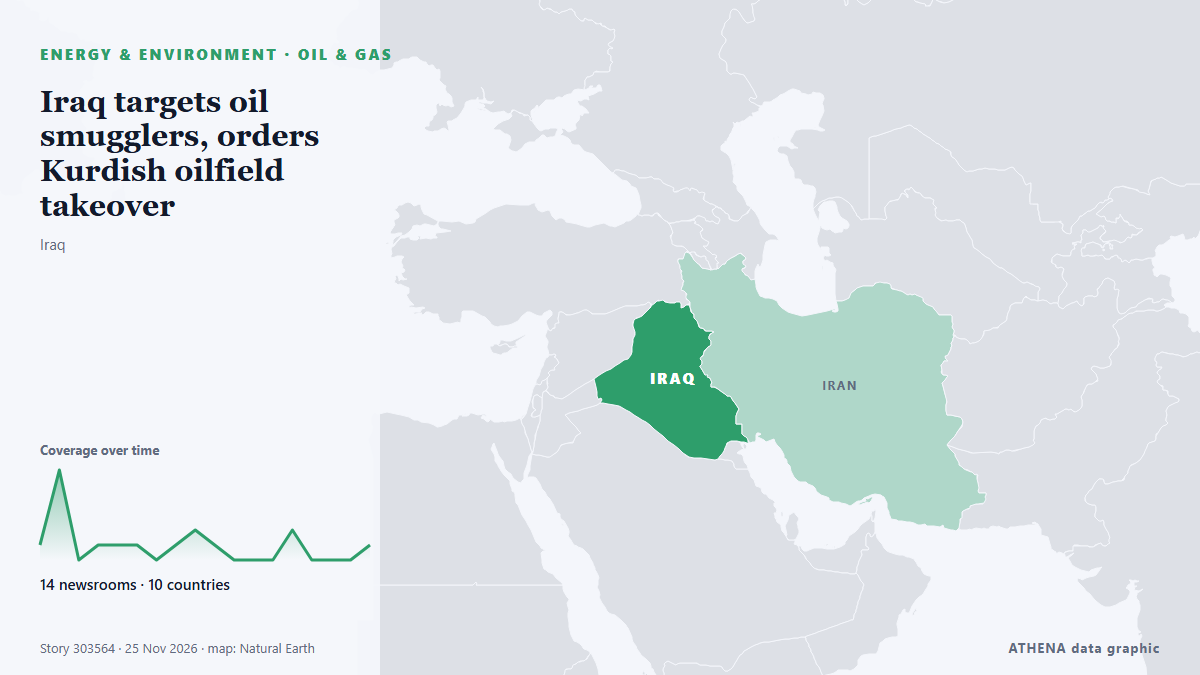 ENERGY & ENVIRONMENT · OIL & GAS
Iraq targets oil
smugglers, orders
Kurdish oilfield
takeover
Iraq
IRAQ
IRAN
Coverage over time
14 newsrooms · 10 countries
Story 303564 · 25 Nov 2026 · map: Natural Earth
ATHENA data graphic